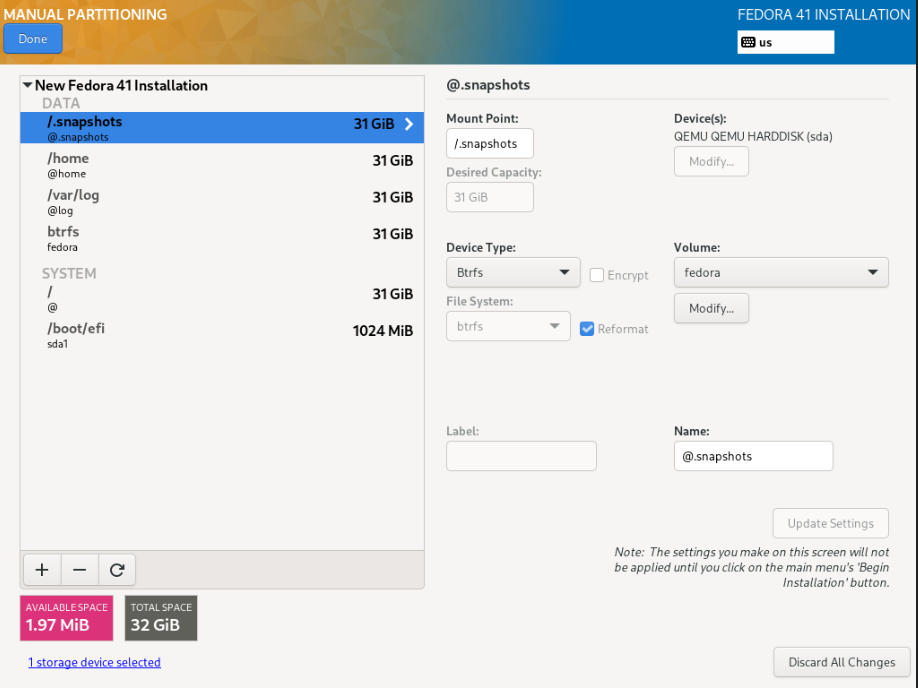 MANUAL PARTITIONING
FEDORA 41 INSTALLATION
Done
us
New Fedora 41 Installation
DATA
/.snapshots
31 GiB
@.snapshots
/home
31 GiB
@home
/var/log
31 GiB
@log
btrfs
31 GiB
fedora
SYSTEM
/
31 GiB
@
/boot/efi
1024 MiB
sda1
AVAILABLE SPACE
1.97 MiB
TOTAL SPACE
32 GiB
1 storage device selected
@.snapshots
Mount Point:
/.snapshots
Desired Capacity:
31 GiB
Device(s):
QEMU QEMU HARDDISK (sda)
Modify...
Device Type:
Btrfs
Encrypt
Volume:
fedora
File System:
btrfs
Reformat
Modify...
Label:
Name:
@.snapshots
Update Settings
Note: The settings you make on this screen will not
be applied until you click on the main menu's 'Begin
Installation' button.
Discard All Changes